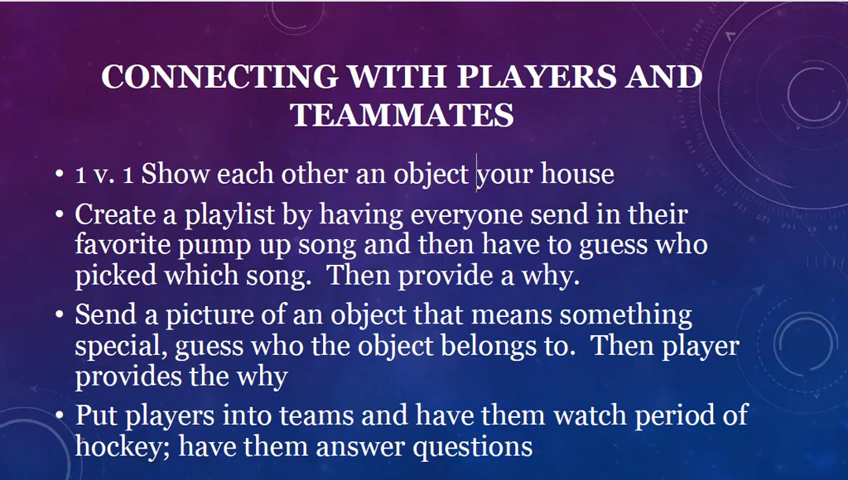 CONNECTING WITH PLAYERS AND
TEAMMATES
• 1 v. 1 Show each other an object your house
• Create a playlist by having everyone send in their
favorite pump up song and then have to guess who
picked which song.  Then provide a why.
• Send a picture of an object that means something
special, guess who the object belongs to.  Then player
provides the why
• Put players into teams and have them watch period of
hockey; have them answer questions